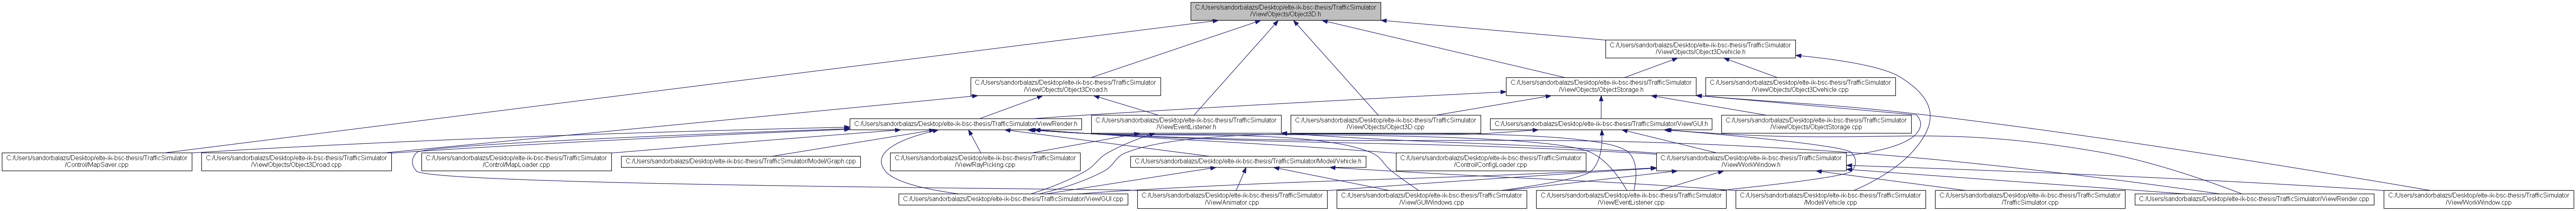 C:/Users/sandorbalazs/Desktop/elte-ik-bsc-thesis/TrafficSimulator
/View/Objects/Object3D.h
C:/Users/sandorbalazs/Desktop/elte-ik-bsc-thesis/TrafficSimulator
/View/Objects/Object3Dvehicle.h
C:/Users/sandorbalazs/Desktop/elte-ik-bsc-thesis/TrafficSimulator
/View/Objects/Object3Droad.h
C:/Users/sandorbalazs/Desktop/elte-ik-bsc-thesis/TrafficSimulator
/View/Objects/ObjectStorage.h
C:/Users/sandorbalazs/Desktop/elte-ik-bsc-thesis/TrafficSimulator
/View/Objects/Object3Dvehicle.cpp
C:/Users/sandorbalazs/Desktop/elte-ik-bsc-thesis/TrafficSimulator/View/Render.h
C:/Users/sandorbalazs/Desktop/elte-ik-bsc-thesis/TrafficSimulator
/View/EventListener.h
C:/Users/sandorbalazs/Desktop/elte-ik-bsc-thesis/TrafficSimulator
/View/Objects/Object3D.cpp
C:/Users/sandorbalazs/Desktop/elte-ik-bsc-thesis/TrafficSimulator/View/GUI.h
C:/Users/sandorbalazs/Desktop/elte-ik-bsc-thesis/TrafficSimulator
/View/Objects/ObjectStorage.cpp
C:/Users/sandorbalazs/Desktop/elte-ik-bsc-thesis/TrafficSimulator
/Control/MapSaver.cpp
C:/Users/sandorbalazs/Desktop/elte-ik-bsc-thesis/TrafficSimulator
/View/Objects/Object3Droad.cpp
C:/Users/sandorbalazs/Desktop/elte-ik-bsc-thesis/TrafficSimulator
/Control/MapLoader.cpp
C:/Users/sandorbalazs/Desktop/elte-ik-bsc-thesis/TrafficSimulator/Model/Graph.cpp
C:/Users/sandorbalazs/Desktop/elte-ik-bsc-thesis/TrafficSimulator
/View/RayPicking.cpp
C:/Users/sandorbalazs/Desktop/elte-ik-bsc-thesis/TrafficSimulator/Model/Vehicle.h
C:/Users/sandorbalazs/Desktop/elte-ik-bsc-thesis/TrafficSimulator
/Control/ConfigLoader.cpp
C:/Users/sandorbalazs/Desktop/elte-ik-bsc-thesis/TrafficSimulator
/View/WorkWindow.h
C:/Users/sandorbalazs/Desktop/elte-ik-bsc-thesis/TrafficSimulator/View/GUI.cpp
C:/Users/sandorbalazs/Desktop/elte-ik-bsc-thesis/TrafficSimulator
/View/Animator.cpp
C:/Users/sandorbalazs/Desktop/elte-ik-bsc-thesis/TrafficSimulator
/View/GUIWindows.cpp
C:/Users/sandorbalazs/Desktop/elte-ik-bsc-thesis/TrafficSimulator
/View/EventListener.cpp
C:/Users/sandorbalazs/Desktop/elte-ik-bsc-thesis/TrafficSimulator
/Model/Vehicle.cpp
C:/Users/sandorbalazs/Desktop/elte-ik-bsc-thesis/TrafficSimulator
/TrafficSimulator.cpp
C:/Users/sandorbalazs/Desktop/elte-ik-bsc-thesis/TrafficSimulator/View/Render.cpp
C:/Users/sandorbalazs/Desktop/elte-ik-bsc-thesis/TrafficSimulator
/View/WorkWindow.cpp